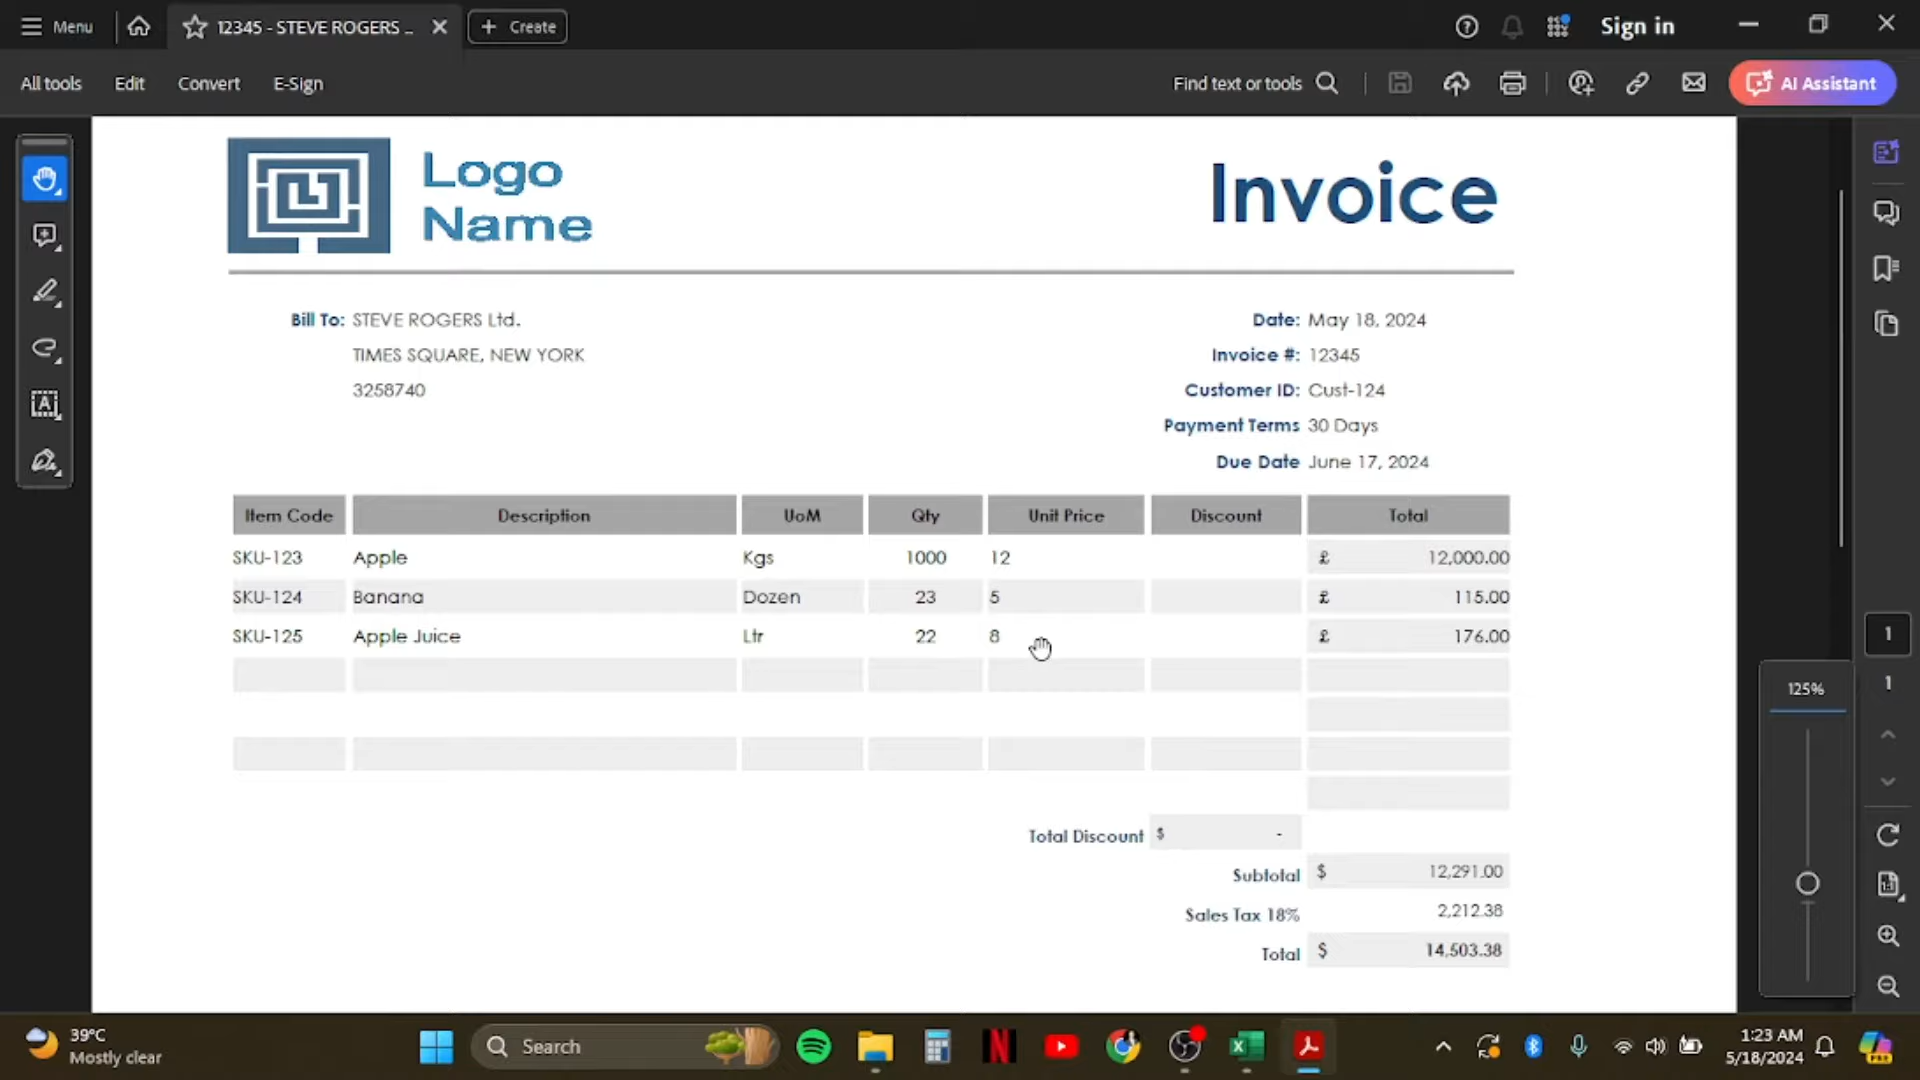 Menu 12345 - STEVE ROGERS ... Create Sign in
All tools Edit Convert E-Sign Find text or tools AI Assistant
Logo
Name
Invoice
Bill To: STEVE ROGERS Ltd. Date: May 18, 2024
TIMES SQUARE, NEW YORK Invoice #: 12345
3258740 Customer ID: Cust-124
Payment Terms 30 Days
Due Date June 17, 2024
Item Code Description UoM Qty Unit Price Discount Total
SKU-123 Apple Kgs 1000 12 £ 12,000.00
SKU-124 Banana Dozen 23 5 £ 115.00
SKU-125 Apple Juice Ltr 22 8 £ 176.00
1
125% 1
Total Discount $ -
Subtotal $ 12,291.00
Sales Tax 18% 2,212.38
Total $ 14,503.38
39°C
Mostly clear
Search
1:23 AM
5/18/2024